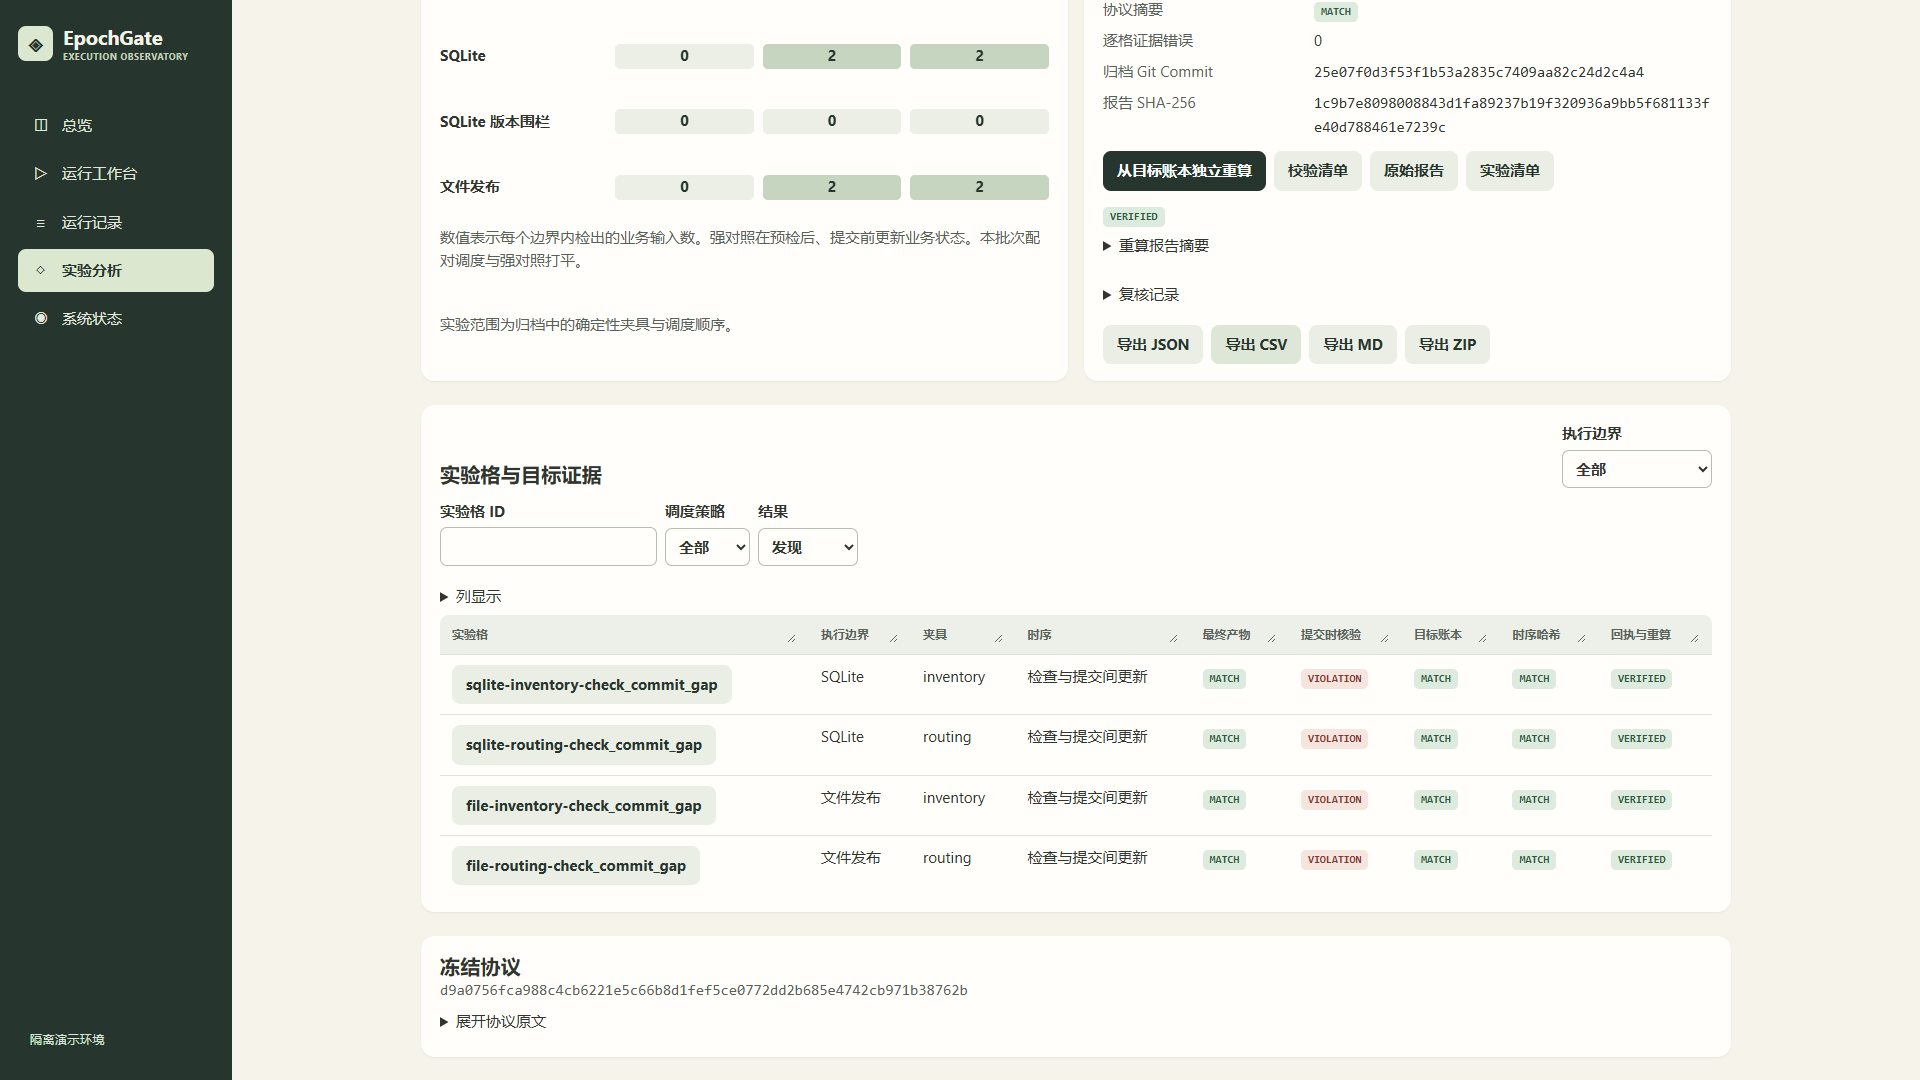 EpochGate
EXECUTION OBSERVATORY
总览
运行工作台
运行记录
实验分析
系统状态
隔离演示环境
SQLite 0 2 2
SQLite 版本围栏 0 0 0
文件发布 0 2 2
数值表示每个边界内检出的业务输入数。强对照在预检后、提交前更新业务状态。本批次配
对调度与强对照打平。
实验范围为归档中的确定性夹具与调度顺序。
协议摘要 MATCH
逐格证据错误 0
归档 Git Commit 25e07f0d3f53f1b53a2835c7409aa82c24d2c4a4
报告 SHA-256 1c9b7e8098008843d1fa89237b19f320936a9bb5f681133f
e40d788461e7239c
从目标账本独立重算 校验清单 原始报告 实验清单
VERIFIED
重算报告摘要
复核记录
导出 JSON 导出 CSV 导出 MD 导出 ZIP
实验格与目标证据
执行边界
全部
实验格 ID 调度策略 结果
全部 发现
列显示
实验格 执行边界 夹具 时序 最终产物 提交时核验 目标账本 时序哈希 回执与重算
sqlite-inventory-check_commit_gap SQLite inventory 检查与提交间更新 MATCH VIOLATION MATCH MATCH VERIFIED
sqlite-routing-check_commit_gap SQLite routing 检查与提交间更新 MATCH VIOLATION MATCH MATCH VERIFIED
file-inventory-check_commit_gap 文件发布 inventory 检查与提交间更新 MATCH VIOLATION MATCH MATCH VERIFIED
file-routing-check_commit_gap 文件发布 routing 检查与提交间更新 MATCH VIOLATION MATCH MATCH VERIFIED
冻结协议
d9a0756fca988c4cb6221e5c66b8d1fef5ce0772dd2b685e4742cb971b38762b
展开协议原文